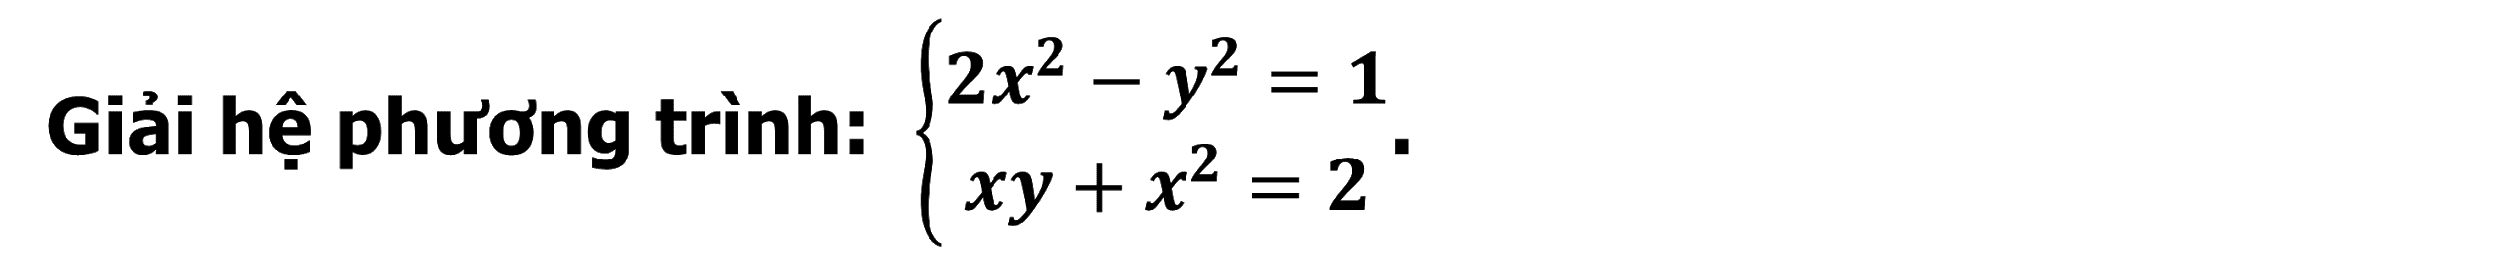 Giải hệ phương trình: { 2x² − y² = 1
xy + x² = 2 .